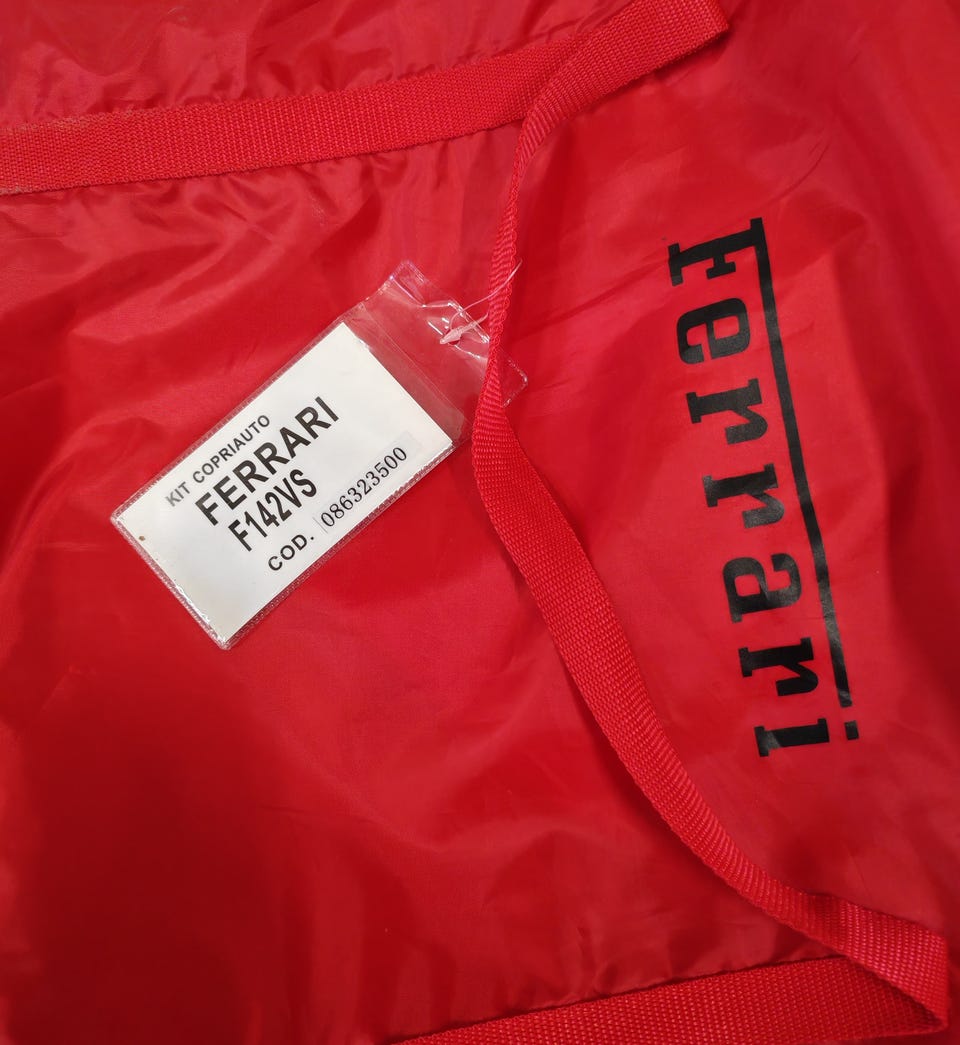 KIT COPRIAUTO
FERRARI
F142VS
COD. 086323500
Ferrari